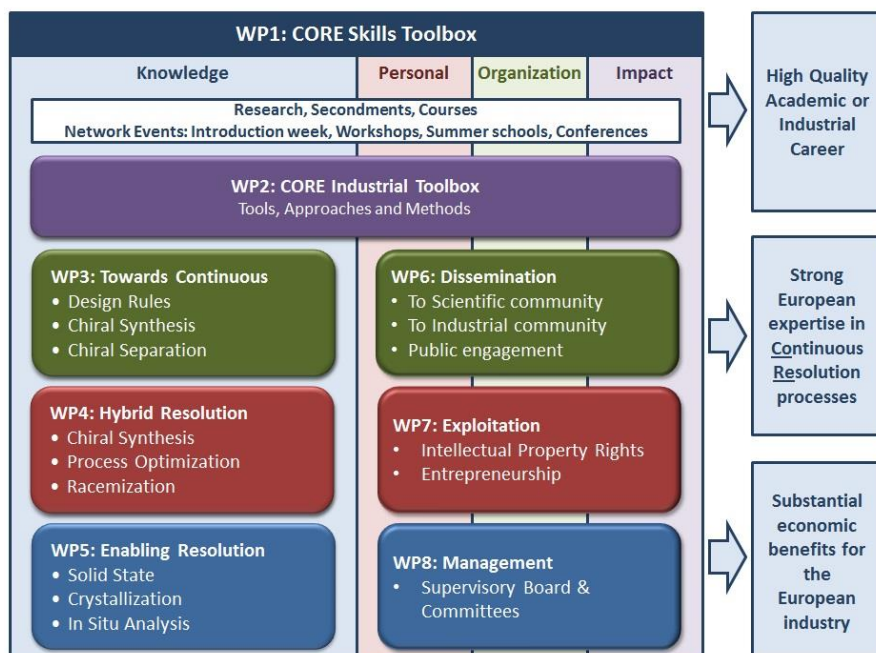 WP1: CORE Skills Toolbox
Knowledge
Personal
Organization
Impact
Research, Secondments, Courses
Network Events: Introduction week, Workshops, Summer schools, Conferences
WP2: CORE Industrial Toolbox
Tools, Approaches and Methods
WP3: Towards Continuous
• Design Rules
• Chiral Synthesis
• Chiral Separation
WP6: Dissemination
• To Scientific community
• To Industrial community
• Public engagement
WP4: Hybrid Resolution
• Chiral Synthesis
• Process Optimization
• Racemization
WP7: Exploitation
• Intellectual Property Rights
• Entrepreneurship
WP5: Enabling Resolution
• Solid State
• Crystallization
• In Situ Analysis
WP8: Management
• Supervisory Board &
Committees
High Quality
Academic or
Industrial
Career
Strong
European
expertise in
Continuous
Resolution
processes
Substantial
economic
benefits for
the
European
industry